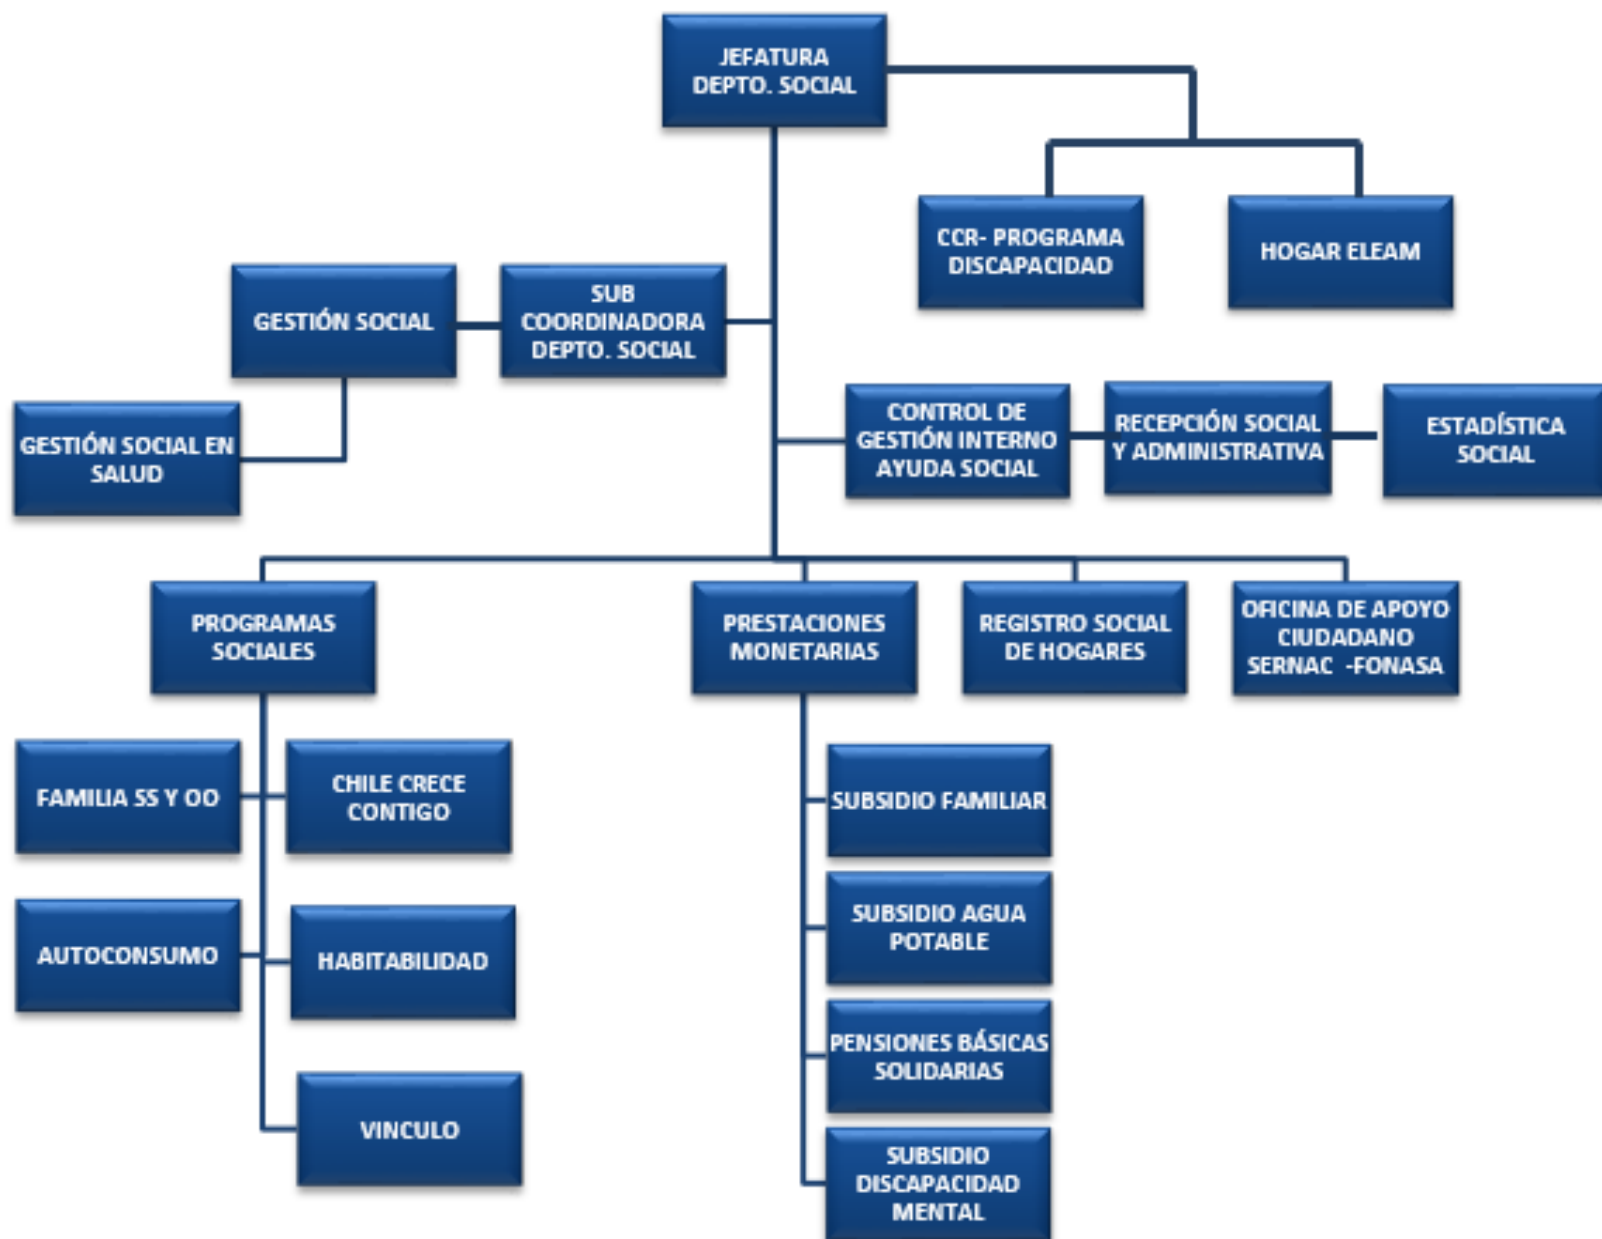 JEFATURA
DEPTO. SOCIAL
CCR- PROGRAMA
DISCAPACIDAD
HOGAR ELEAM
GESTIÓN SOCIAL
SUB
COORDINADORA
DEPTO. SOCIAL
GESTIÓN SOCIAL EN
SALUD
CONTROL DE
GESTIÓN INTERNO
AYUDA SOCIAL
RECEPCIÓN SOCIAL
Y ADMINISTRATIVA
ESTADÍSTICA
SOCIAL
PROGRAMAS
SOCIALES
PRESTACIONES
MONETARIAS
REGISTRO SOCIAL
DE HOGARES
OFICINA DE APOYO
CIUDADANO
SERNAC -FONASA
FAMILIA SS Y OO
CHILE CRECE
CONTIGO
AUTOCONSUMO
HABITABILIDAD
VINCULO
SUBSIDIO FAMILIAR
SUBSIDIO AGUA
POTABLE
PENSIONES BÁSICAS
SOLIDARIAS
SUBSIDIO
DISCAPACIDAD
MENTAL